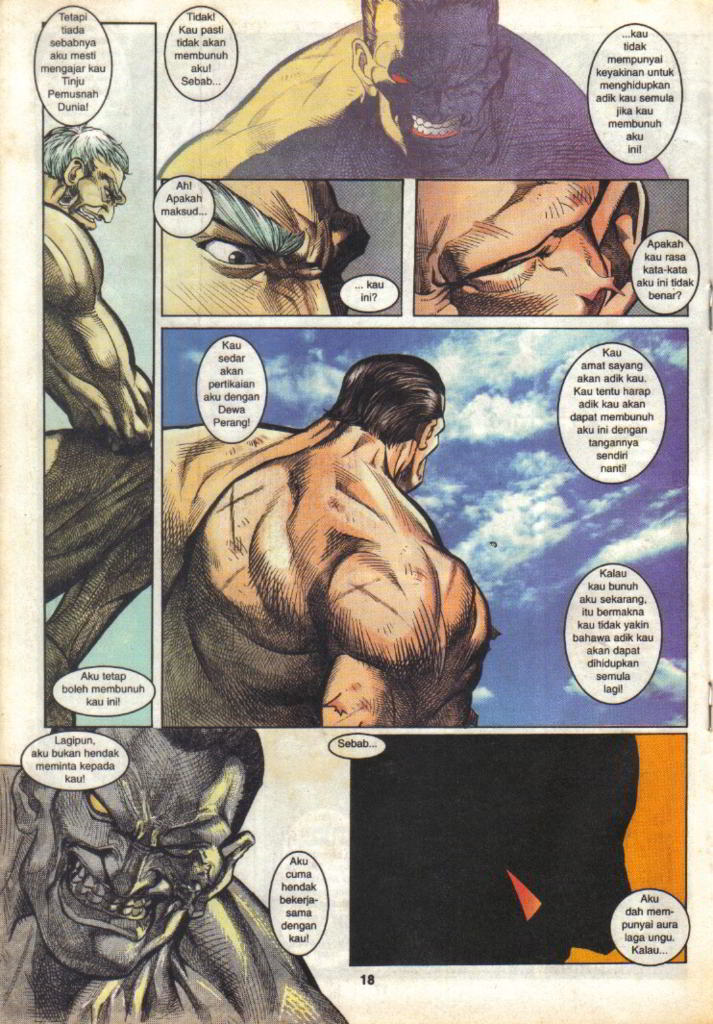 Tetapi
tiada
sebabnya
aku mesti
mengajar kau
Tinju
Pemusnah
Dunia!
Aku tetap
boleh membunuh
kau ini!
Tidak!
Kau pasti
tidak akan
membunuh
aku!
Sebab...
...kau
tidak
mempunyai
keyakinan untuk
menghidupkan
adik kau semula
jika kau
membunuh
aku
ini!
Ah!
Apakah
maksud...
... kau
ini?
Apakah
kau rasa
kata-kata
aku ini tidak
benar?
Kau
sedar
akan
pertikaian
aku dengan
Dewa
Perang!
Kau
amat sayang
akan adik kau.
Kau tentu harap
adik kau akan
dapat membunuh
aku ini dengan
tangannya
sendiri
nanti!
Kalau
kau bunuh
aku sekarang,
itu bermakna
kau tidak yakin
bahawa adik kau
akan dapat
dihidupkan
semula
lagi!
Lagipun,
aku bukan hendak
meminta kepada
kau!
Aku
cuma
hendak
bekerja-
sama
dengan
kau!
Sebab...
Aku
dah mem-
punyai aura
laga ungu.
Kalau...
18